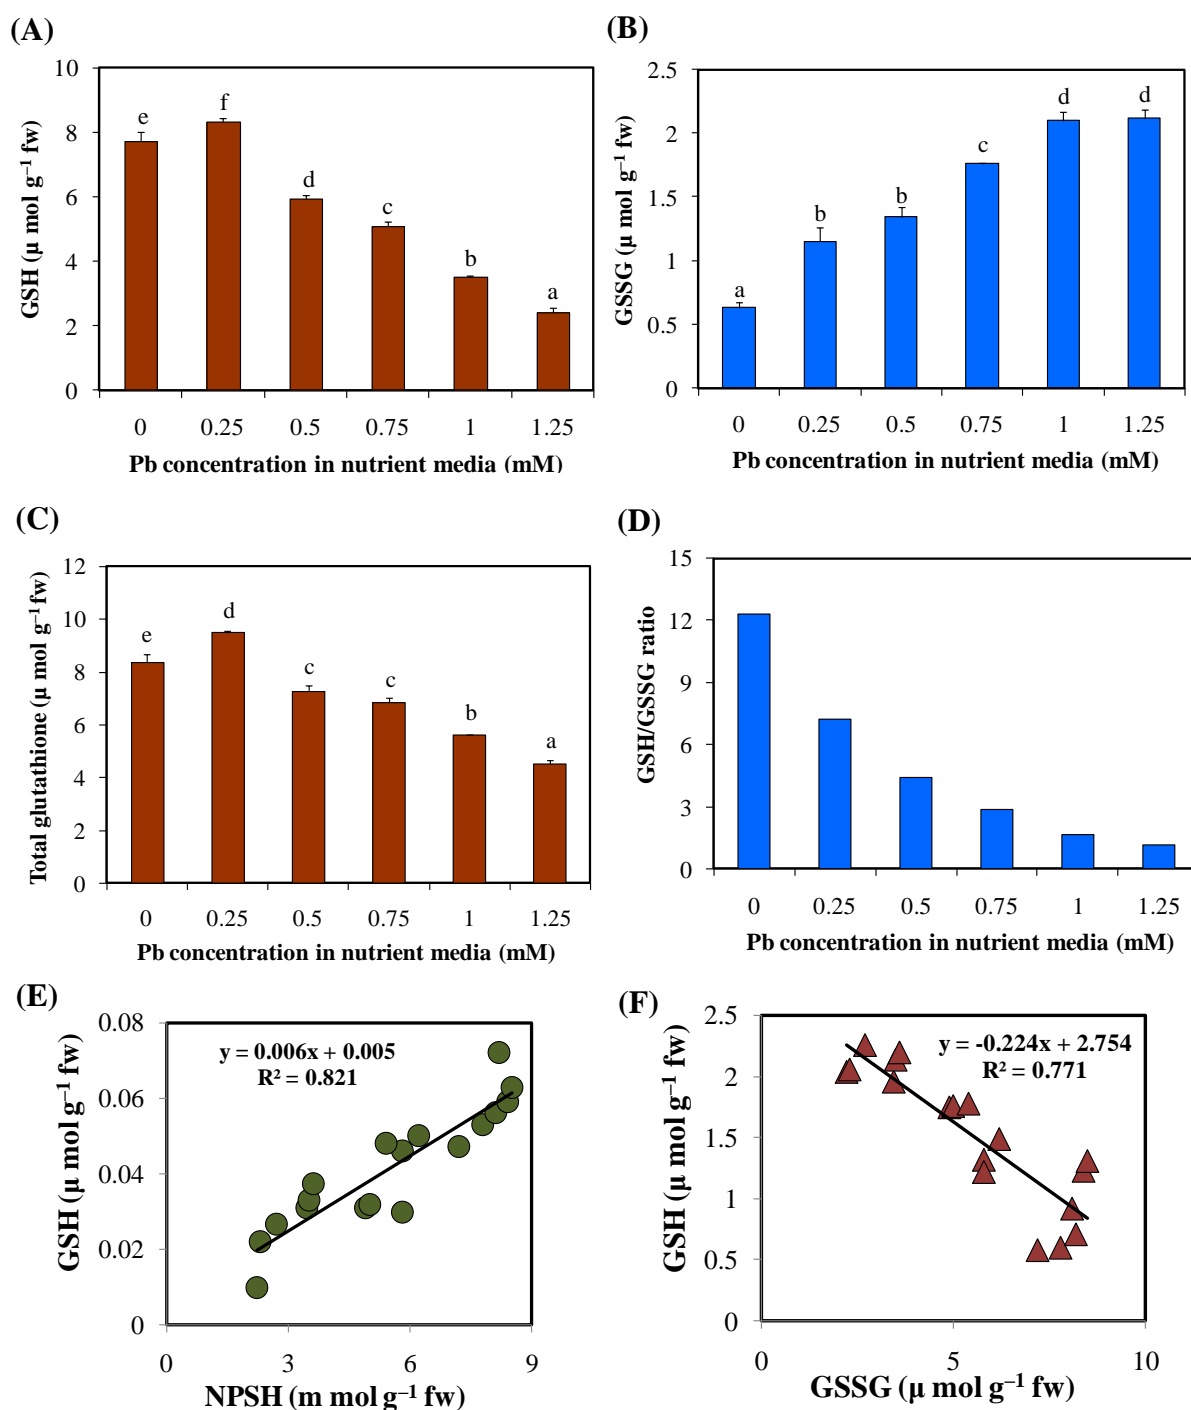 (A)
10
8
6
4
2
0
GSH (µ mol g⁻¹ fw)
e
f
d
c
b
a
0 0.25 0.5 0.75 1 1.25
Pb concentration in nutrient media (mM)
(B)
2.5
2
1.5
1
0.5
0
GSSG (µ mol g⁻¹ fw)
a
b
b
c
d
d
0 0.25 0.5 0.75 1 1.25
Pb concentration in nutrient media (mM)
(C)
12
10
8
6
4
2
0
Total glutathione (µ mol g⁻¹ fw)
e
d
c
c
b
a
0 0.25 0.5 0.75 1 1.25
Pb concentration in nutrient media (mM)
(D)
15
12
9
6
3
0
GSH/GSSG ratio
0 0.25 0.5 0.75 1 1.25
Pb concentration in nutrient media (mM)
(E)
0.08
0.06
0.04
0.02
0
GSH (µ mol g⁻¹ fw)
y = 0.006x + 0.005
R² = 0.821
0 3 6 9
NPSH (m mol g⁻¹ fw)
(F)
2.5
2
1.5
1
0.5
0
GSH (µ mol g⁻¹ fw)
y = -0.224x + 2.754
R² = 0.771
0 5 10
GSSG (µ mol g⁻¹ fw)